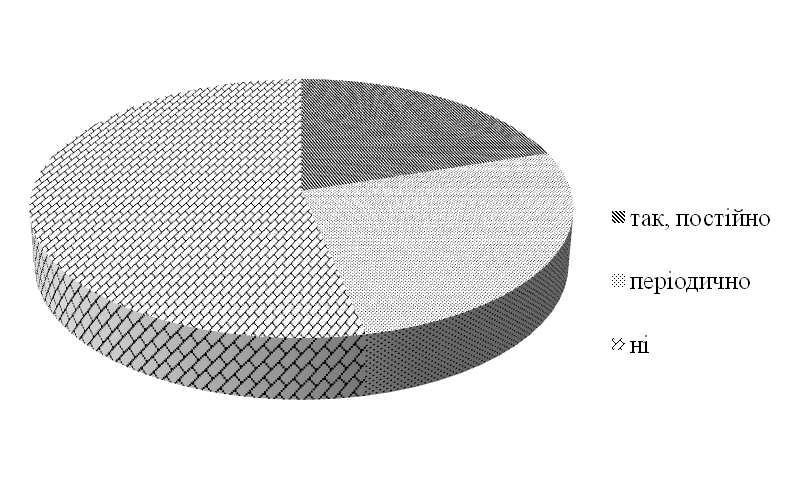 так, постійно
періодично
ні